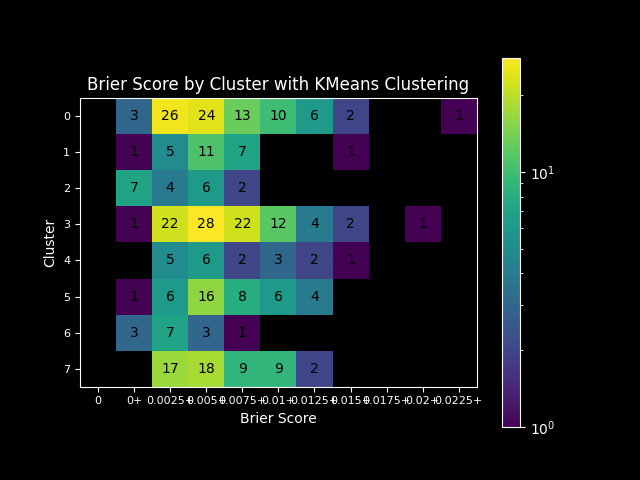 Brier Score by Cluster with KMeans Clustering
0 3 26 24 13 10 6 2 1
1 1 5 11 7 1
2 7 4 6 2
3 1 22 28 22 12 4 2 1
4 5 6 2 3 2 1
5 1 6 16 8 6 4
6 3 7 3 1
7 17 18 9 9 2
0 0+ 0.0025+ 0.005+ 0.0075+ 0.01+ 0.0125+ 0.015+ 0.0175+ 0.02+ 0.0225+
Brier Score
Cluster
10¹
10⁰